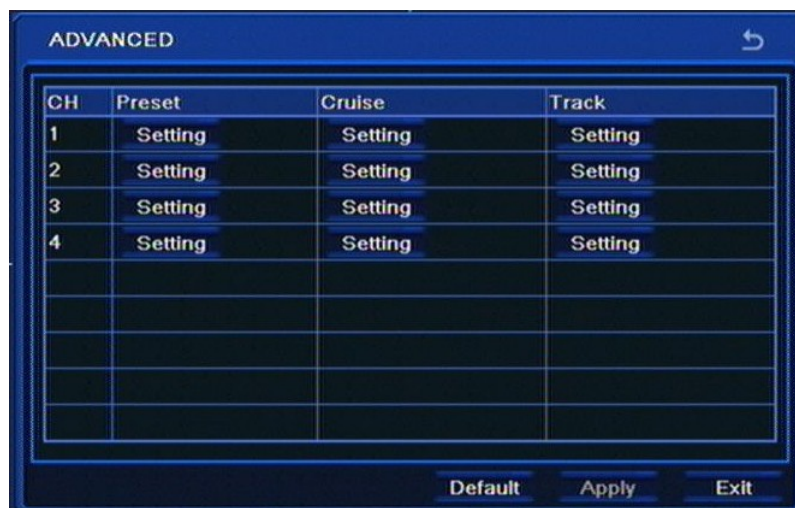 ADVANCED
CH Preset Cruise Track
1 Setting Setting Setting
2 Setting Setting Setting
3 Setting Setting Setting
4 Setting Setting Setting
Default Apply Exit